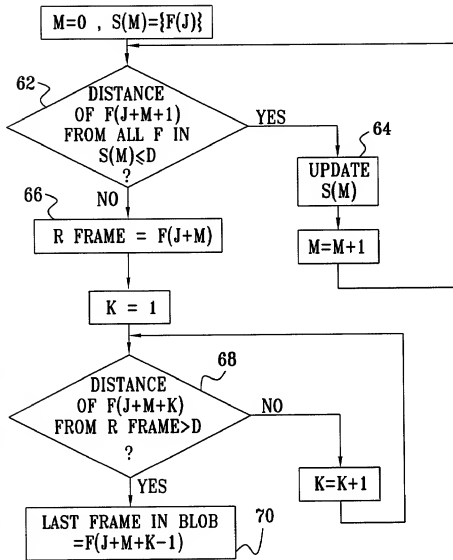 M=0 , S(M)={F(J)}
62
DISTANCE
OF F(J+M+1)
FROM ALL F IN
S(M)≤D
?
YES
64
UPDATE
S(M)
M=M+1
NO
66
R FRAME = F(J+M)
K = 1
68
DISTANCE
OF F(J+M+K)
FROM R FRAME>D
?
NO
K=K+1
YES
70
LAST FRAME IN BLOB
=F(J+M+K-1)